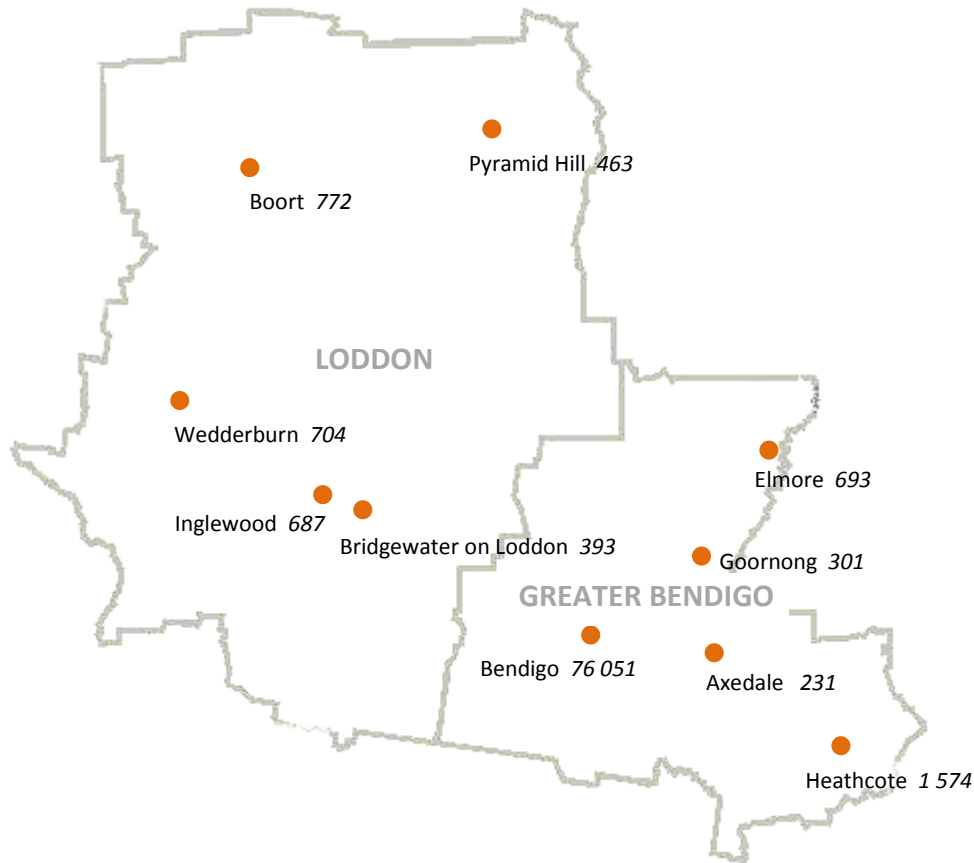 Pyramid Hill 463
Boort 772
LODDON
Wedderburn 704
Elmore 693
Inglewood 687
Bridgewater on Loddon 393
Goornong 301
GREATER BENDIGO
Bendigo 76 051
Axedale 231
Heathcote 1 574